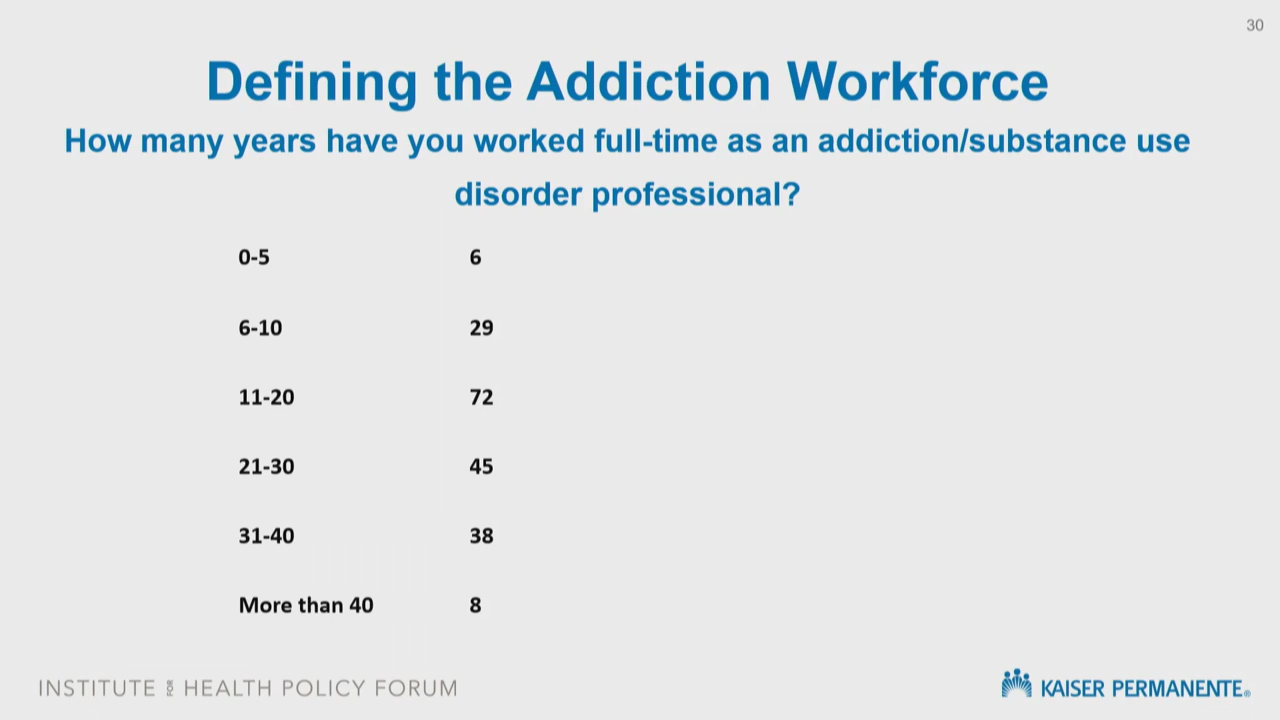 30
Defining the Addiction Workforce
How many years have you worked full-time as an addiction/substance use
disorder professional?
0-5 6
6-10 29
11-20 72
21-30 45
31-40 38
More than 40 8
INSTITUTE FOR HEALTH POLICY FORUM
KAISER PERMANENTE®